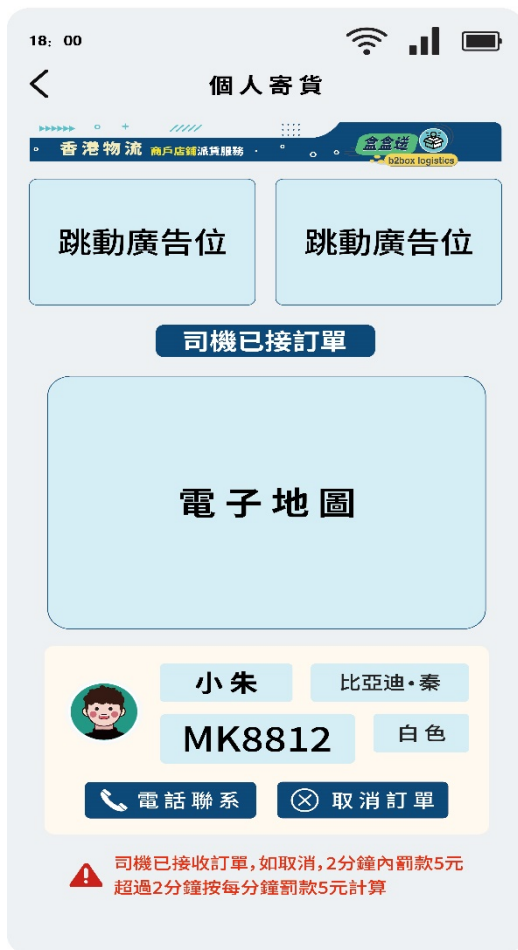 18：00
個人寄貨
香港物流 商戶店鋪派貨服務
盒盒送
b2box logistics
跳動廣告位
跳動廣告位
司機已接訂單
電子地圖
小朱
比亞迪•秦
MK8812
白色
電話聯系
取消訂單
司機已接收訂單，如取消，2分鐘內罰款5元
超過2分鐘按每分鐘罰款5元計算